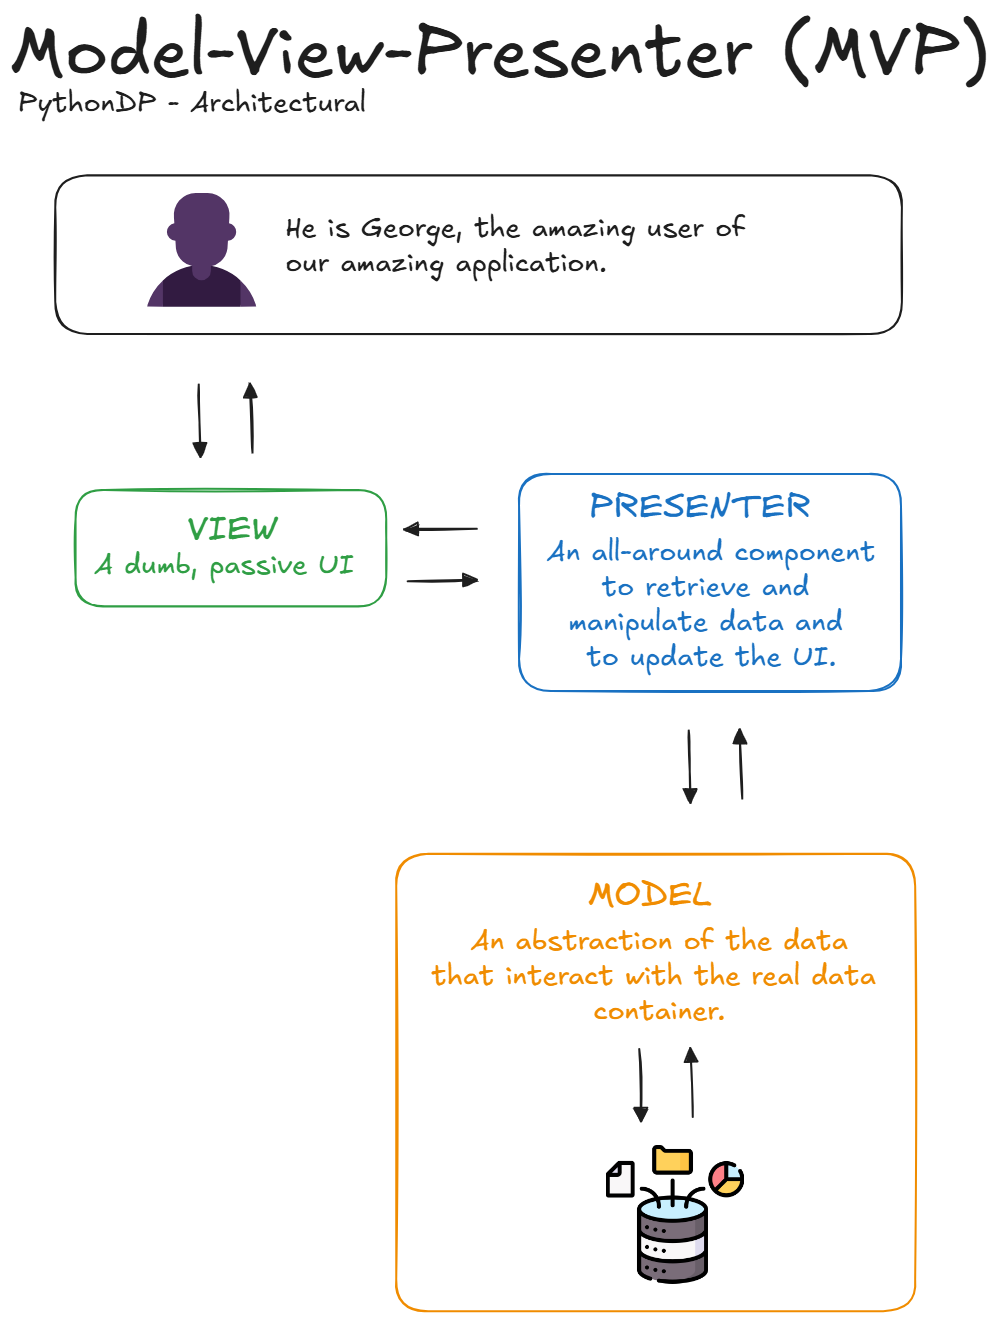 Model-View-Presenter (MVP)
PythonDP - Architectural
He is George, the amazing user of
our amazing application.
VIEW
A dumb, passive UI
PRESENTER
An all-around component
to retrieve and
manipulate data and
to update the UI.
MODEL
An abstraction of the data
that interact with the real data
container.